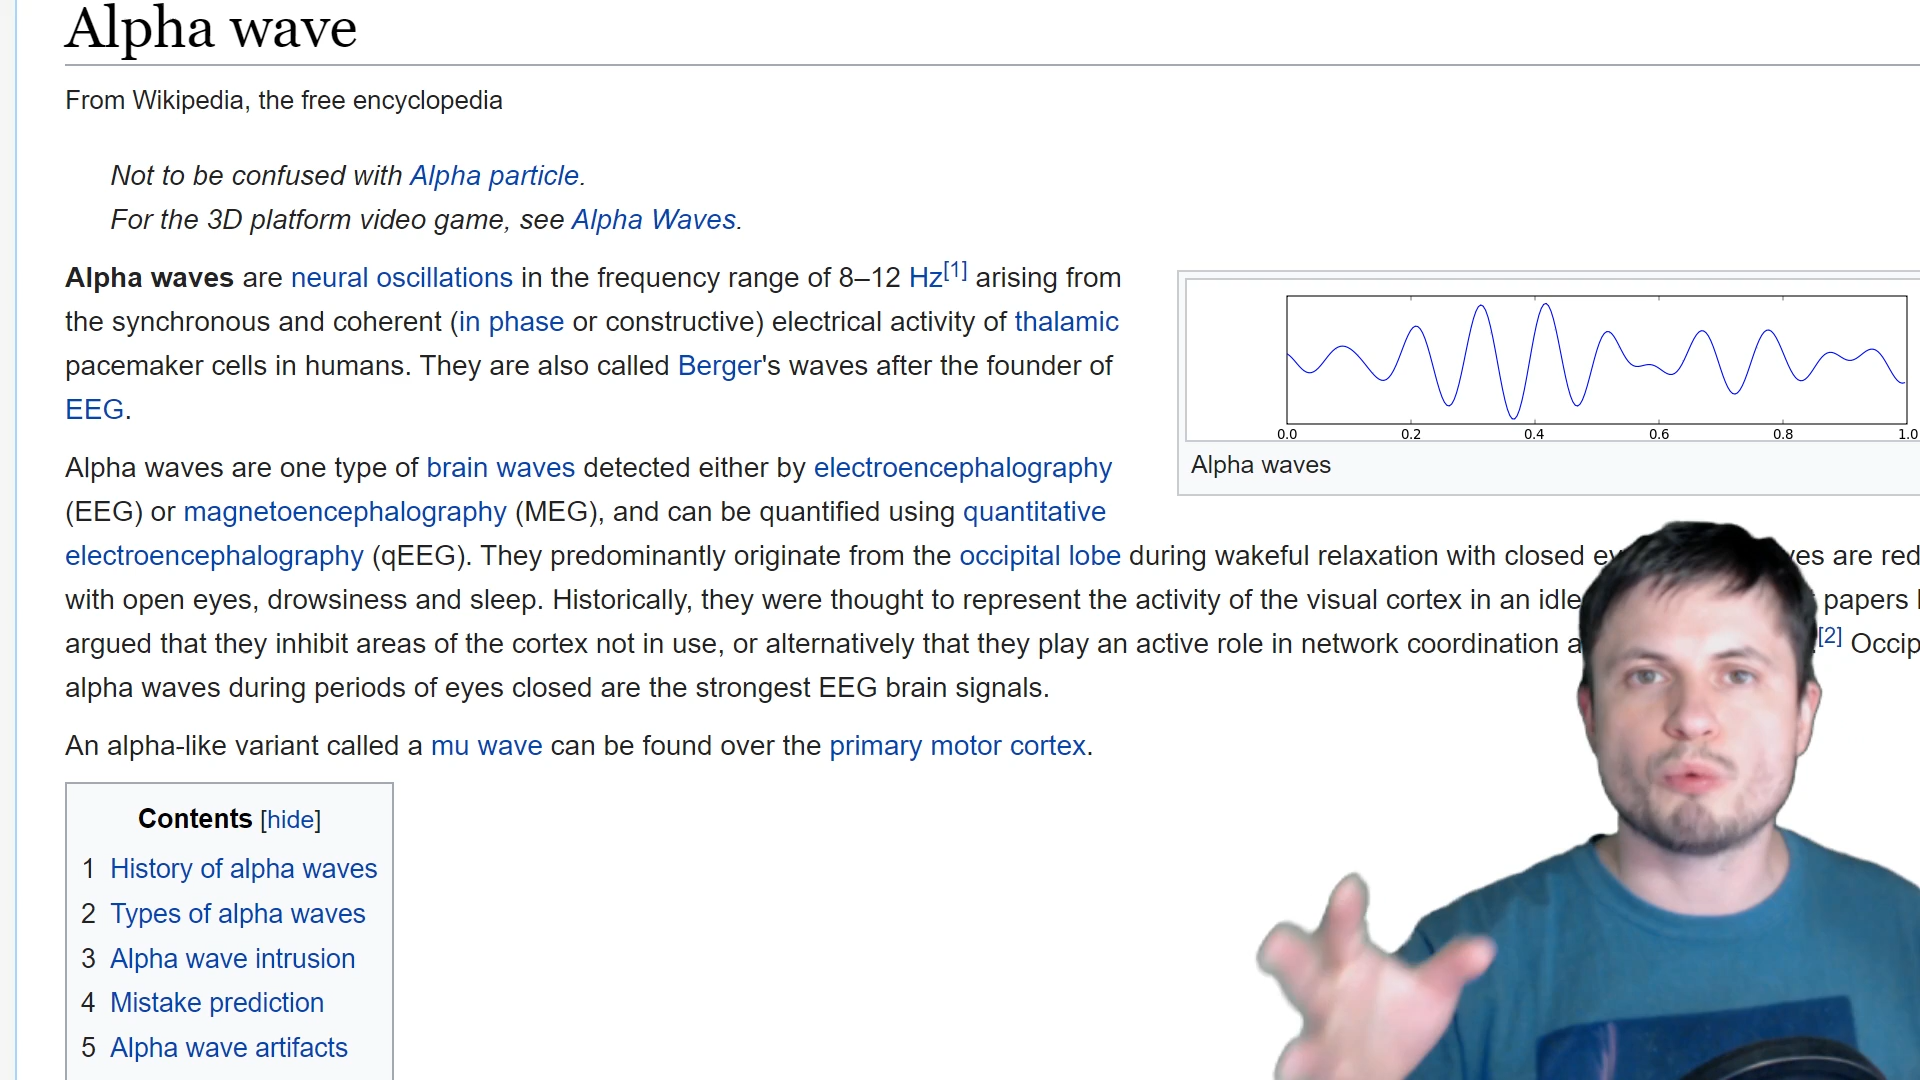 Alpha wave
From Wikipedia, the free encyclopedia
Not to be confused with Alpha particle.
For the 3D platform video game, see Alpha Waves.
Alpha waves are neural oscillations in the frequency range of 8–12 Hz[1] arising from
the synchronous and coherent (in phase or constructive) electrical activity of thalamic
pacemaker cells in humans. They are also called Berger's waves after the founder of
EEG.
0.0 0.2 0.4 0.6 0.8 1.0
Alpha waves
Alpha waves are one type of brain waves detected either by electroencephalography
(EEG) or magnetoencephalography (MEG), and can be quantified using quantitative
electroencephalography (qEEG). They predominantly originate from the occipital lobe during wakeful relaxation with closed are
with open eyes, drowsiness and sleep. Historically, they were thought to represent the activity of the visual cortex in an idle papers
argued that they inhibit areas of the cortex not in use, or alternatively that they play an active role in network coordination [2]
alpha waves during periods of eyes closed are the strongest EEG brain signals.
An alpha-like variant called a mu wave can be found over the primary motor cortex.
Contents [hide]
1 History of alpha waves
2 Types of alpha waves
3 Alpha wave intrusion
4 Mistake prediction
5 Alpha wave artifacts